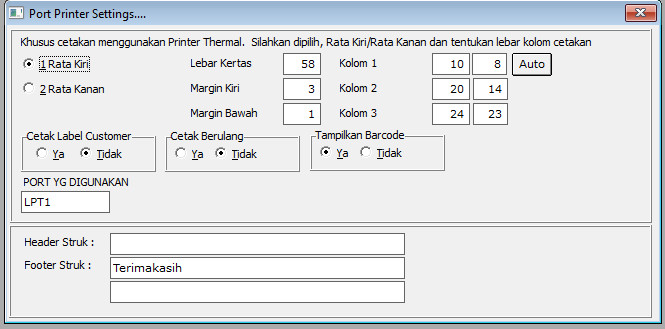 Port Printer Settings....
Khusus cetakan menggunakan Printer Thermal. Silahkan dipilih, Rata Kiri/Rata Kanan dan tentukan lebar kolom cetakan
1 Rata Kiri Lebar Kertas 58 Kolom 1 10 8 Auto
2 Rata Kanan Margin Kiri 3 Kolom 2 20 14
Margin Bawah 1 Kolom 3 24 23
Cetak Label Customer Cetak Berulang Tampilkan Barcode
Ya Tidak Ya Tidak Ya Tidak
PORT YG DIGUNAKAN
LPT1
Header Struk :
Footer Struk : Terimakasih